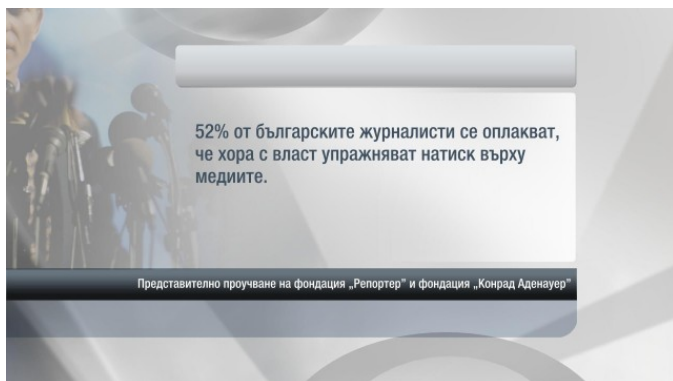 52% от българските журналисти се оплакват,
че хора с власт упражняват натиск върху
медиите.
Представително проучване на фондация „Репортер” и фондация „Конрад Аденауер”